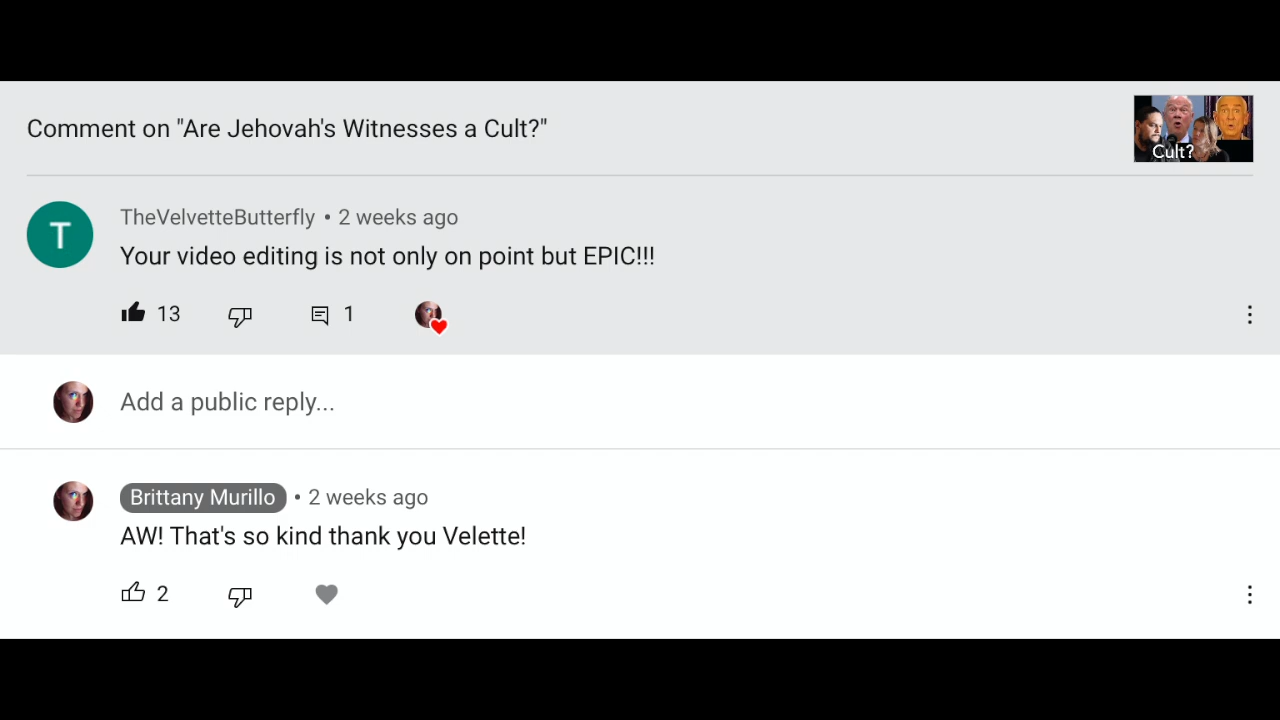 Comment on "Are Jehovah's Witnesses a Cult?"
Cult?
T
TheVelvetteButterfly • 2 weeks ago
Your video editing is not only on point but EPIC!!!
13 1
Add a public reply...
Brittany Murillo • 2 weeks ago
AW! That's so kind thank you Velette!
2